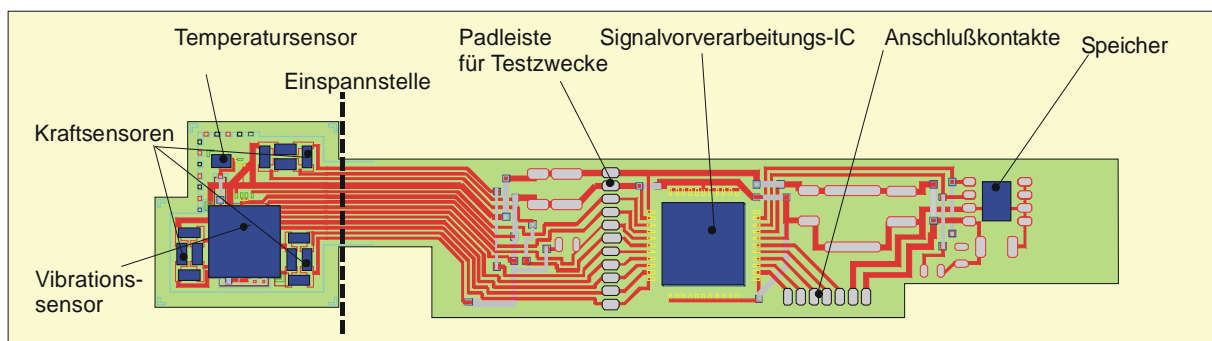 Temperatursensor
Padleiste
für Testzwecke
Signalvorverarbeitungs-IC
Anschlußkontakte
Speicher
Einspannstelle
Kraftsensoren
Vibrations-
sensor